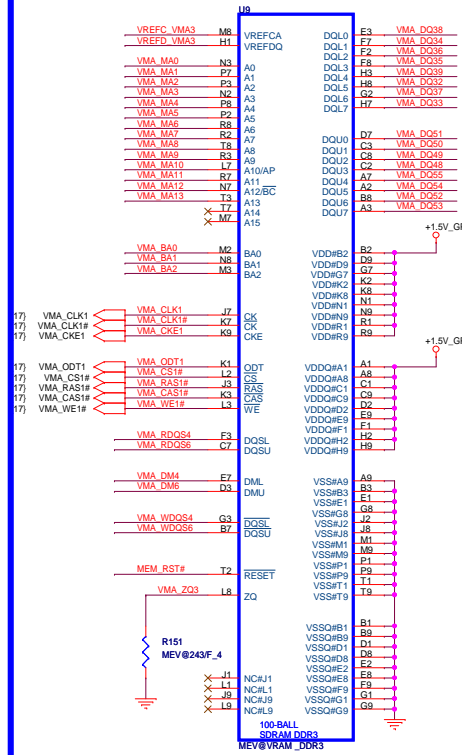 U9
VREFC_VMA3 M8 VREFCA DQL0 E3 VMA_DQ38
VREFD_VMA3 H1 VREFDQ DQL1 F7 VMA_DQ34
DQL2 F2 VMA_DQ36
VMA_MA0 N3 A0 DQL3 F8 VMA_DQ35
VMA_MA1 P7 A1 DQL4 H3 VMA_DQ39
VMA_MA2 P3 A2 DQL5 H8 VMA_DQ32
VMA_MA3 N2 A3 DQL6 G2 VMA_DQ37
VMA_MA4 P8 A4 DQL7 H7 VMA_DQ33
VMA_MA5 P2 A5
VMA_MA6 R8 A6
VMA_MA7 R2 A7 DQU0 D7 VMA_DQ51
VMA_MA8 T8 A8 DQU1 C3 VMA_DQ50
VMA_MA9 R3 A9 DQU2 C8 VMA_DQ49
VMA_MA10 L7 A10/AP DQU3 C2 VMA_DQ48
VMA_MA11 R7 A11 DQU4 A7 VMA_DQ55
VMA_MA12 N7 A12/BC DQU5 A2 VMA_DQ54
VMA_MA13 T3 A13 DQU6 B8 VMA_DQ52
T7 A14 DQU7 A3 VMA_DQ53
M7 A15
+1.5V_GI
VMA_BA0 M2 BA0 VDD#B2 B2
VMA_BA1 N8 BA1 VDD#D9 D9
VMA_BA2 M3 BA2 VDD#G7 G7
VDD#K2 K2
VDD#K8 K8
VDD#N1 N1
17} VMA_CLK1 VMA_CLK1 J7 CK VDD#N9 N9
17} VMA_CLK1# VMA_CLK1# K7 CK VDD#R1 R1
17} VMA_CKE1 VMA_CKE1 K9 CKE VDD#R9 R9
+1.5V_GI
17} VMA_ODT1 VMA_ODT1 K1 ODT VDDQ#A1 A1
17} VMA_CS1# VMA_CS1# L2 CS VDDQ#A8 A8
17} VMA_RAS1# VMA_RAS1# J3 RAS VDDQ#C1 C1
17} VMA_CAS1# VMA_CAS1# K3 CAS VDDQ#C9 C9
17} VMA_WE1# VMA_WE1# L3 WE VDDQ#D2 D2
VDDQ#E9 E9
VDDQ#F1 F1
VMA_RDQS4 F3 DQSL VDDQ#H2 H2
VMA_RDQS6 C7 DQSU VDDQ#H9 H9
VMA_DM4 E7 DML VSS#A9 A9
VMA_DM6 D3 DMU VSS#B3 B3
VSS#E1 E1
VSS#G8 G8
VMA_WDQS4 G3 DQSL VSS#J2 J2
VMA_WDQS6 B7 DQSU VSS#J8 J8
VSS#M1 M1
VSS#M9 M9
VSS#P1 P1
MEM_RST# T2 RESET VSS#P9 P9
VSS#T1 T1
VMA_ZQ3 L8 ZQ VSS#T9 T9
VSSQ#B1 B1
VSSQ#B9 B9
R151 VSSQ#D1 D1
MEV@243/F_4 VSSQ#D8 D8
VSSQ#E2 E2
J1 NC#J1 VSSQ#E8 E8
L1 NC#L1 VSSQ#F9 F9
J9 NC#J9 VSSQ#G1 G1
L9 NC#L9 VSSQ#G9 G9
100-BALL
SDRAM DDR3
MEV@VRAM _DDR3